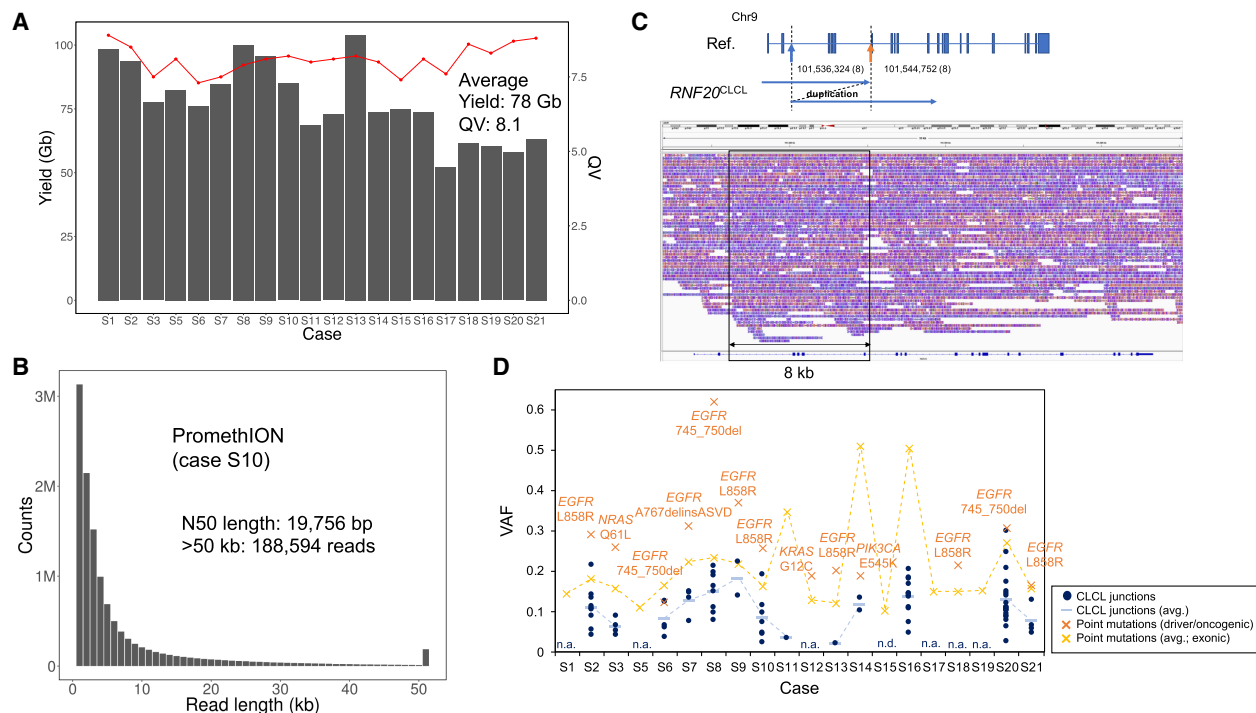 A
100
75
50
25
0
Yield (Gb)
7.5
5.0
2.5
0.0
QV
Average
Yield: 78 Gb
QV: 8.1
S1 S2 S3 S5 S6 S7 S8 S9 S10 S11 S12 S13 S14 S15 S16 S17 S18 S19 S20 S21
Case
B
3M
2M
1M
0
Counts
PromethION
(case S10)
N50 length: 19,756 bp
>50 kb: 188,594 reads
0 10 20 30 40 50
Read length (kb)
C
Chr9
Ref.
101,536,324 (8)
101,544,752 (8)
RNF20CLCL
duplication
8 kb
D
0.6
0.5
0.4
0.3
0.2
0.1
0
VAF
EGFR
L858R
NRAS
Q61L
EGFR
745_750del
EGFR
A767delinsASVD
EGFR
745_750del
EGFR
L858R
EGFR
L858R
KRAS
G12C
EGFR
L858R
PIK3CA
E545K
EGFR
L858R
EGFR
745_750del
EGFR
L858R
n.a.
n.a.
n.a.
n.d.
n.a.
n.a.
n.a.
S1 S2 S3 S5 S6 S7 S8 S9 S10 S11 S12 S13 S14 S15 S16 S17 S18 S19 S20 S21
Case
CLCL junctions
CLCL junctions (avg.)
Point mutations (driver/oncogenic)
Point mutations (avg.; exonic)